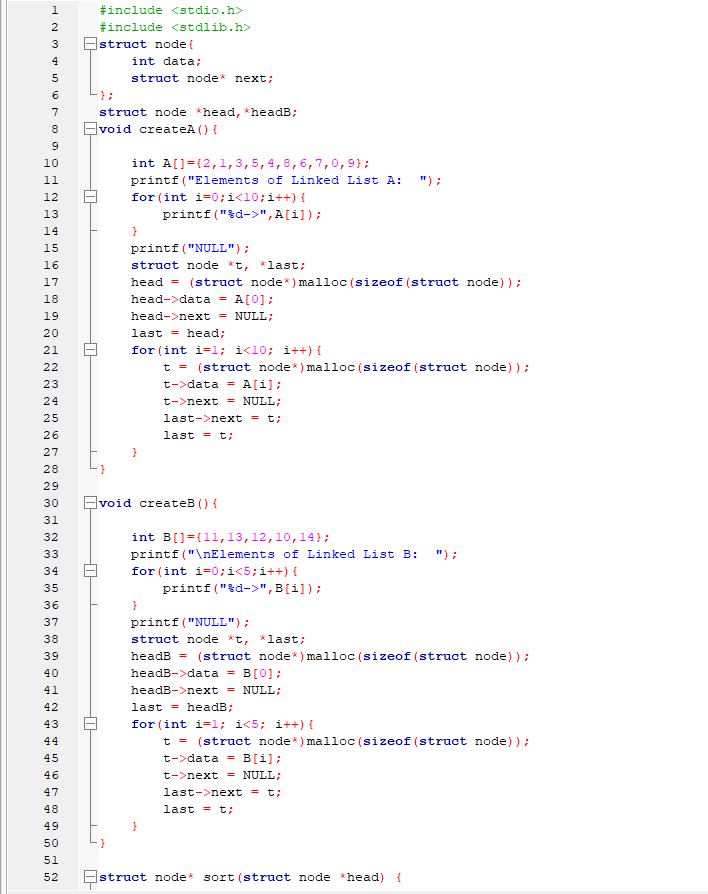 1 #include <stdio.h>
2 #include <stdlib.h>
3 struct node{
4 int data;
5 struct node* next;
6 };
7 struct node *head,*headB;
8 void createA(){
9
10 int A[]={2,1,3,5,4,8,6,7,0,9};
11 printf("Elements of Linked List A:  ");
12 for(int i=0;i<10;i++){
13 printf("%d->",A[i]);
14 }
15 printf("NULL");
16 struct node *t, *last;
17 head = (struct node*)malloc(sizeof(struct node));
18 head->data = A[0];
19 head->next = NULL;
20 last = head;
21 for(int i=1; i<10; i++){
22 t = (struct node*)malloc(sizeof(struct node));
23 t->data = A[i];
24 t->next = NULL;
25 last->next = t;
26 last = t;
27 }
28 }
29
30 void createB(){
31
32 int B[]={11,13,12,10,14};
33 printf("\nElements of Linked List B:  ");
34 for(int i=0;i<5;i++){
35 printf("%d->",B[i]);
36 }
37 printf("NULL");
38 struct node *t, *last;
39 headB = (struct node*)malloc(sizeof(struct node));
40 headB->data = B[0];
41 headB->next = NULL;
42 last = headB;
43 for(int i=1; i<5; i++){
44 t = (struct node*)malloc(sizeof(struct node));
45 t->data = B[i];
46 t->next = NULL;
47 last->next = t;
48 last = t;
49 }
50 }
51
52 struct node* sort(struct node *head) {